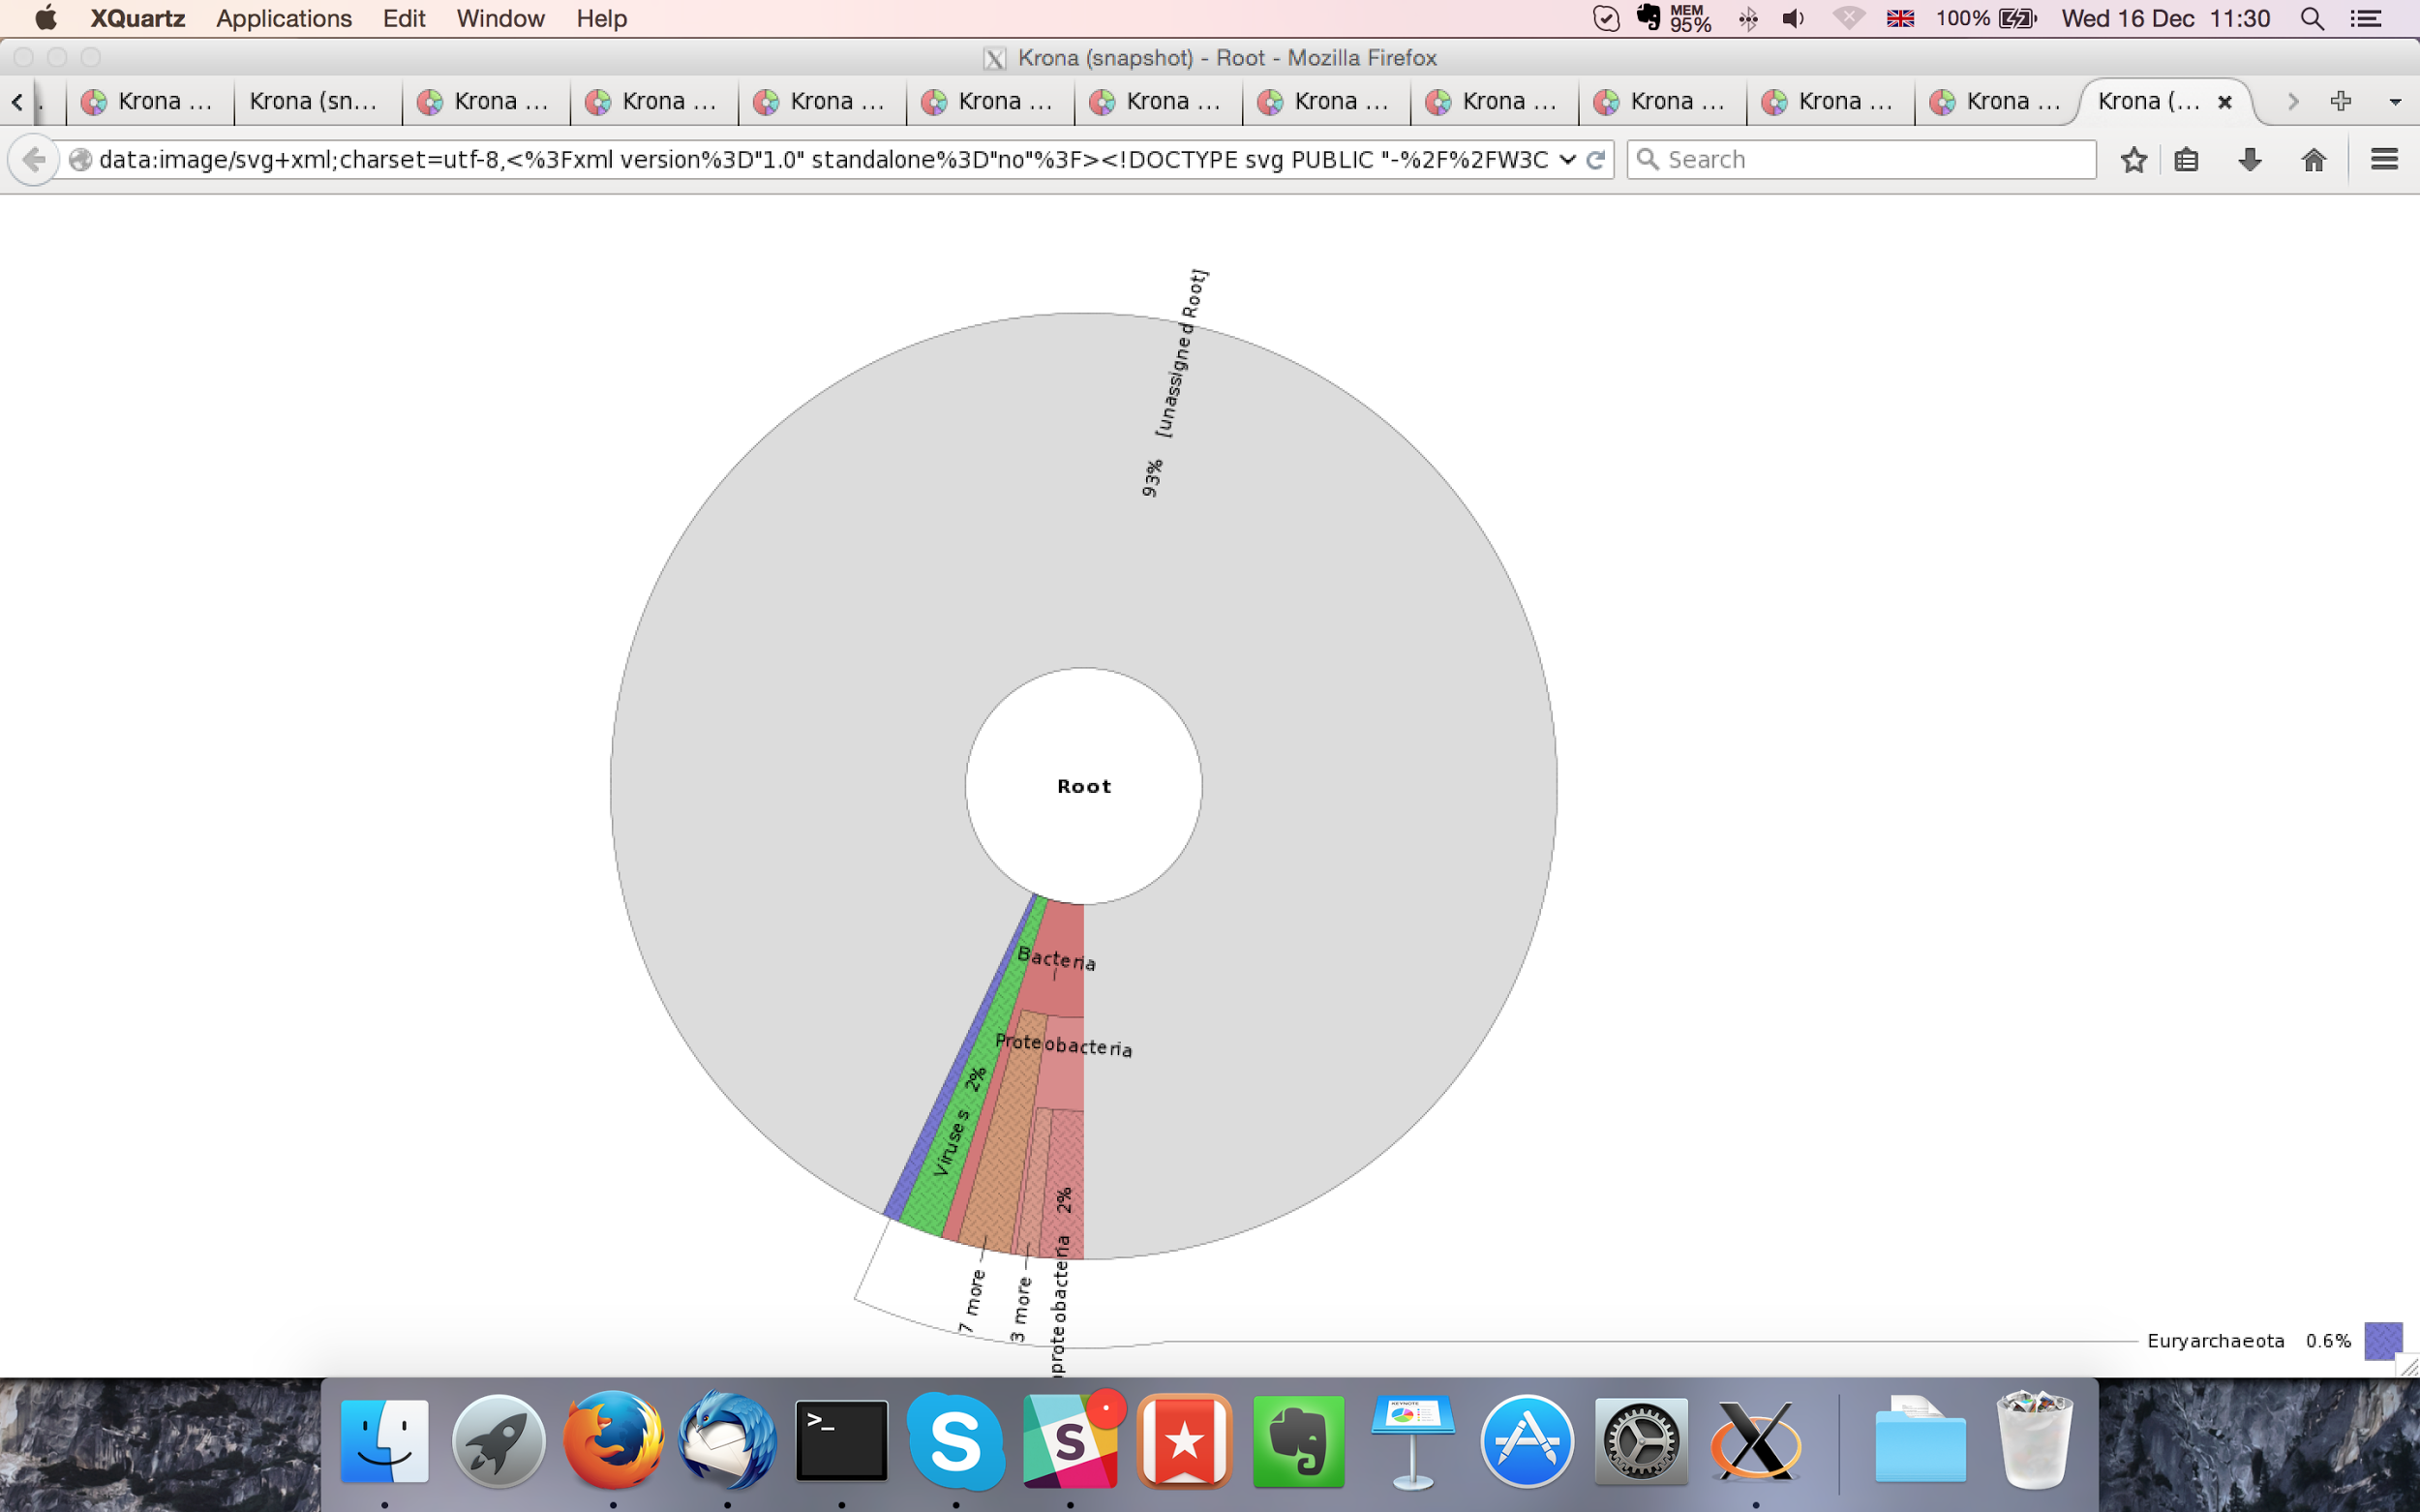 XQuartz Applications Edit Window Help MEM 95% 100% Wed 16 Dec 11:30
Krona (snapshot) - Root - Mozilla Firefox
Krona ... Krona (sn... Krona ... Krona ... Krona ... Krona ... Krona ... Krona ... Krona ... Krona ... Krona ... Krona ... Krona (...
data:image/svg+xml;charset=utf-8,<%3Fxml version%3D"1.0" standalone%3D"no"%3F><!DOCTYPE svg PUBLIC "-%2F%2FW3C Search
93% [unassigned Root]
Root
Bacteria
Proteobacteria
Viruses 2%
7 more
3 more
proteobacteria 2%
Euryarchaeota 0.6%
>_
S
S
KEYNOTE